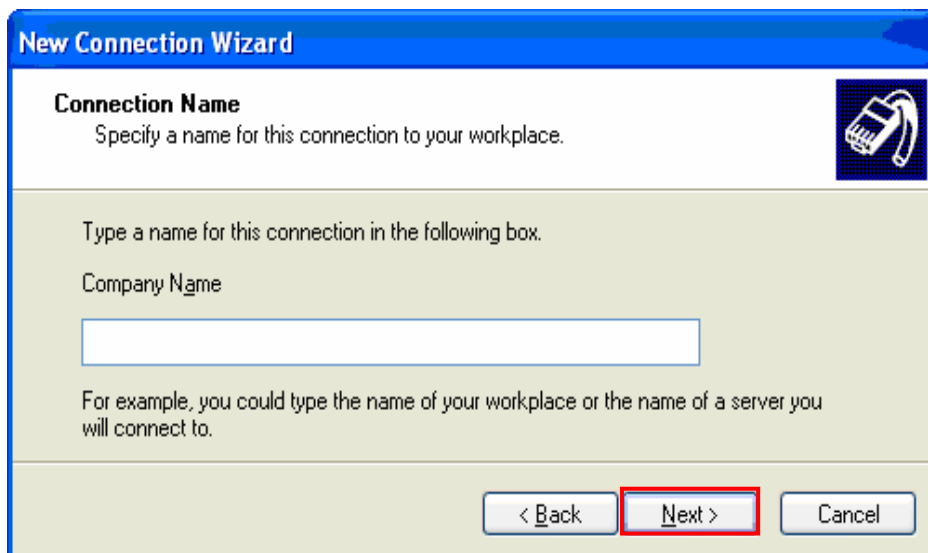 New Connection Wizard
Connection Name
Specify a name for this connection to your workplace.
Type a name for this connection in the following box.
Company Name
For example, you could type the name of your workplace or the name of a server you
will connect to.
< Back
Next >
Cancel